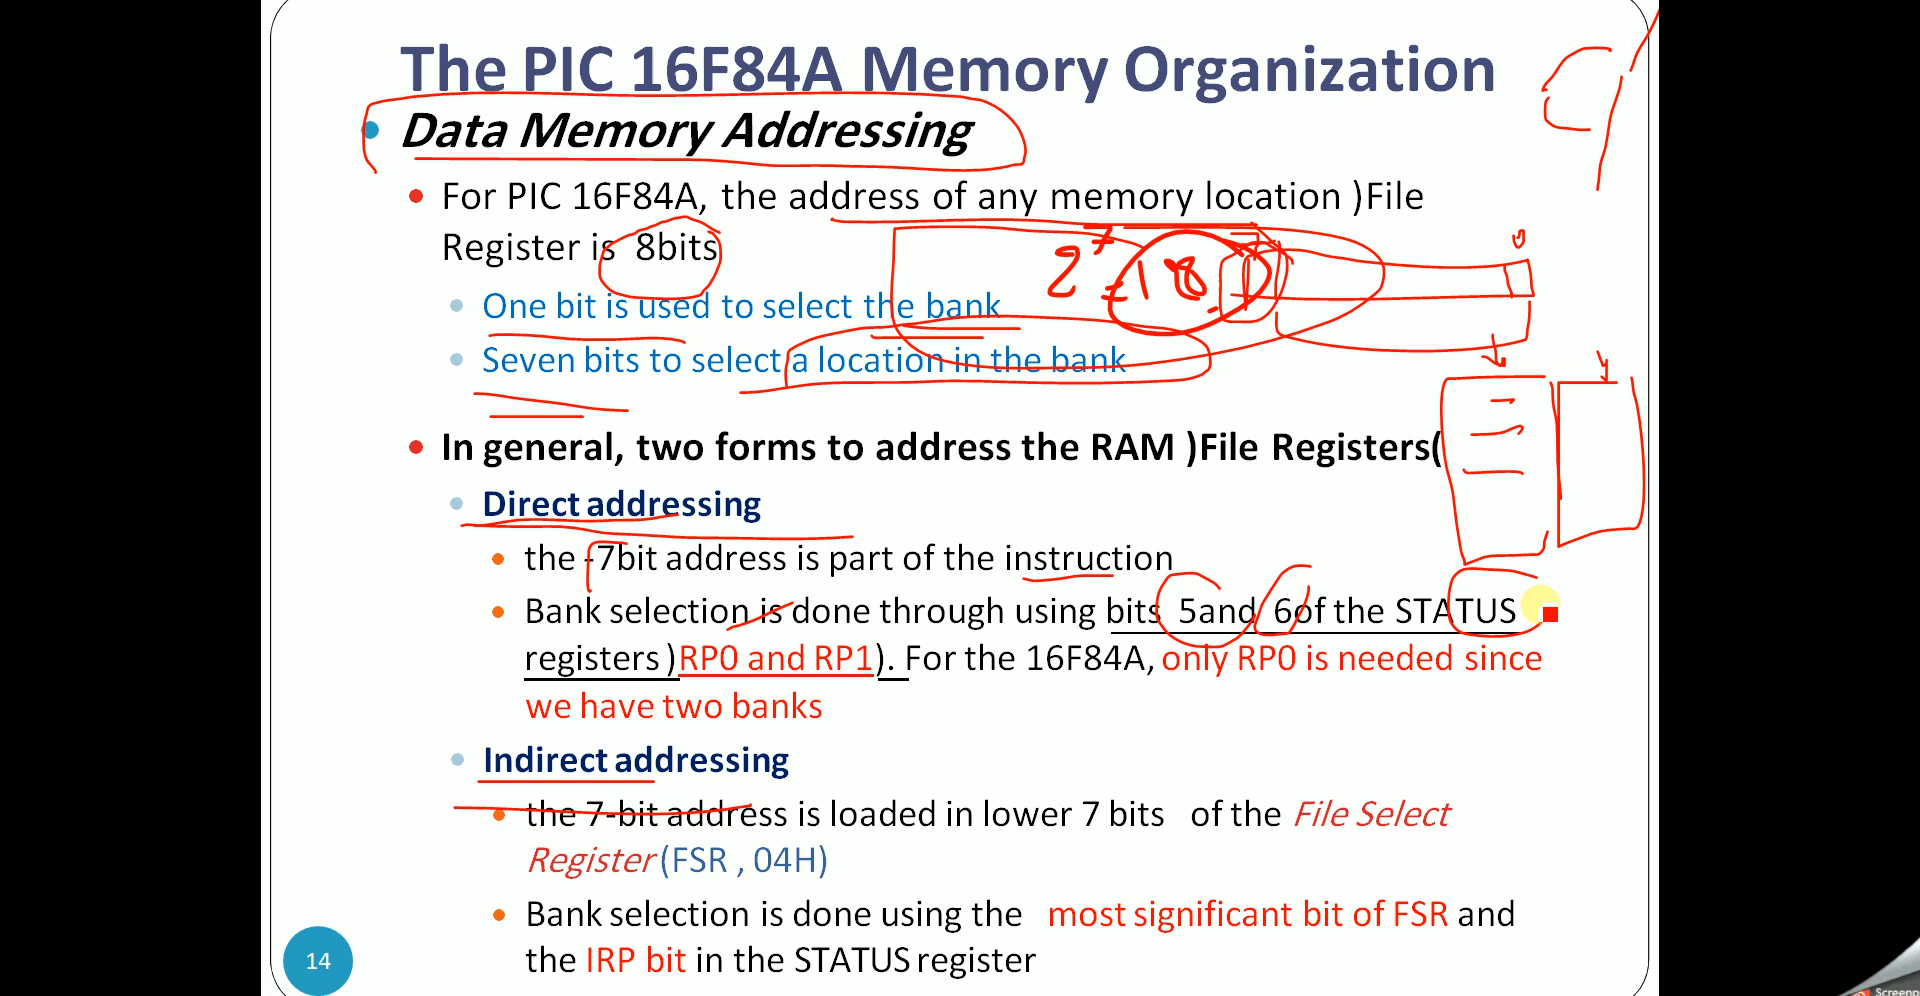 The PIC 16F84A Memory Organization
Data Memory Addressing
For PIC 16F84A, the address of any memory location )File
Register is 8bits
One bit is used to select the bank
Seven bits to select a location in the bank
2^7
0
In general, two forms to address the RAM )File Registers(
Direct addressing
the -7bit address is part of the instruction
Bank selection is done through using bits 5and 6of the STATUS
registers )RP0 and RP1). For the 16F84A, only RP0 is needed since
we have two banks
Indirect addressing
the 7-bit address is loaded in lower 7 bits of the File Select
Register (FSR , 04H)
Bank selection is done using the most significant bit of FSR and
the IRP bit in the STATUS register
14